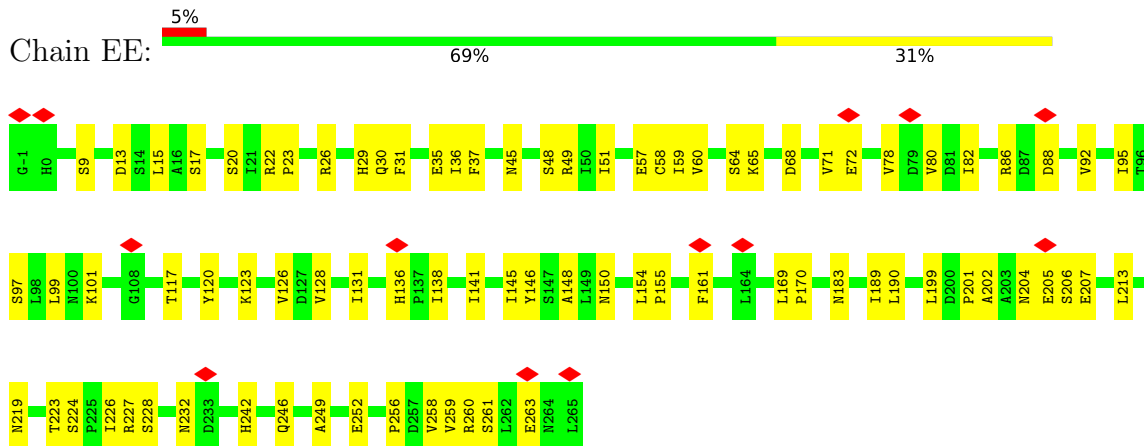 5%
Chain EE:
69% 31%
G-1 H0 S9 D13 S14 L15 A16 S17 S20 I21 R22 P23 R26 H29 Q30 F31 E35 I36 F37 N45 S48 R49 I50 I51 E57 C58 I59 V60 S64 K65 D68 V71 E72 V78 D79 V80 D81 I82 R86 D87 D88 V92 I95 T96
S97 L98 L99 N100 K101 G108 T117 Y120 K123 V126 D127 V128 I131 H136 P137 I138 I141 I145 Y146 S147 A148 L149 N150 L154 P155 F161 L164 L169 P170 N183 I189 L190 L199 D200 P201 A202 A203 N204 E205 S206 E207 L213
N219 T223 S224 P225 I226 R227 S228 N232 D233 H242 Q246 A249 E252 P256 D257 V258 V259 R260 S261 L262 E263 N264 L265